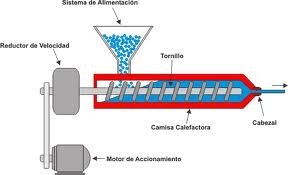 Sistema de Alimentación
Reductor de Velocidad
Tornillo
Camisa Calefactora
Cabezal
Motor de Accionamiento